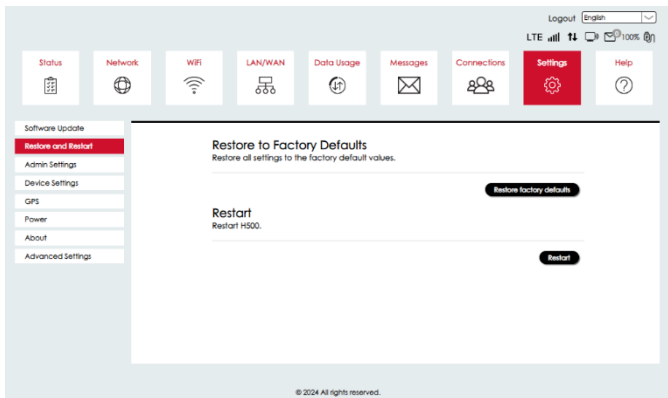 Logout English
LTE 100%
Status Network WiFi LAN/WAN Data Usage Messages Connections Settings Help
Software Update
Restore and Restart
Admin Settings
Device Settings
GPS
Power
About
Advanced Settings
Restore to Factory Defaults
Restore all settings to the factory default values.
Restore factory defaults
Restart
Restart H500.
Restart
© 2024 All rights reserved.